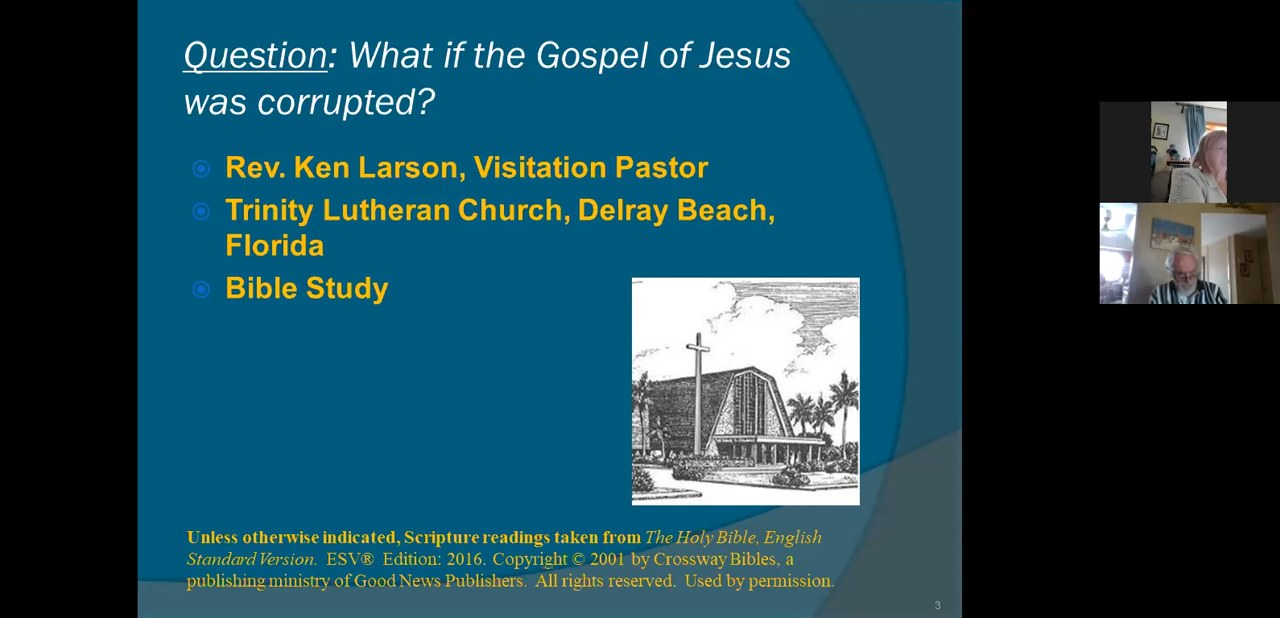 Question: What if the Gospel of Jesus
was corrupted?
Rev. Ken Larson, Visitation Pastor
Trinity Lutheran Church, Delray Beach,
Florida
Bible Study
Unless otherwise indicated, Scripture readings taken from The Holy Bible, English
Standard Version. ESV® Edition: 2016. Copyright © 2001 by Crossway Bibles, a
publishing ministry of Good News Publishers. All rights reserved. Used by permission.
3